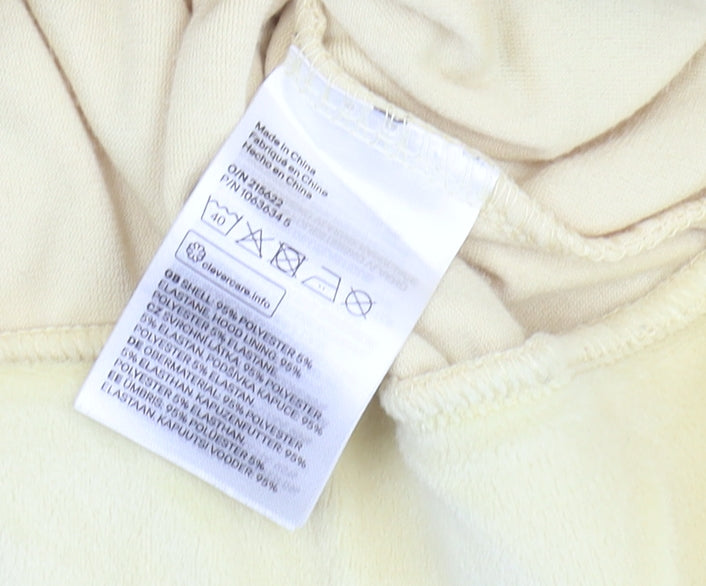 Made in China
Fabriqué en Chine
Hecho en China
O/N 215622
P/N 1063634 5
40
clevercare.info
GB SHELL: 95% POLYESTER 5%
ELASTANE. HOOD LINING: 95%
POLYESTER 5% ELASTANE
CZ SVRCHNÍ LÁTKA: 95% POLYESTER
5% ELASTAN. PODŠÍVKA KAPUCE: 95%
POLYESTER 5% ELASTAN
DE OBERMATERIAL: 95% POLYESTER
5% ELASTHAN. KAPUZENFUTTER: 95%
POLYESTER 5% ELASTHAN
EE ÜMBRIS: 95% POLÜESTER 5%
ELASTAAN. KAPUUTSI VOODER: 95%